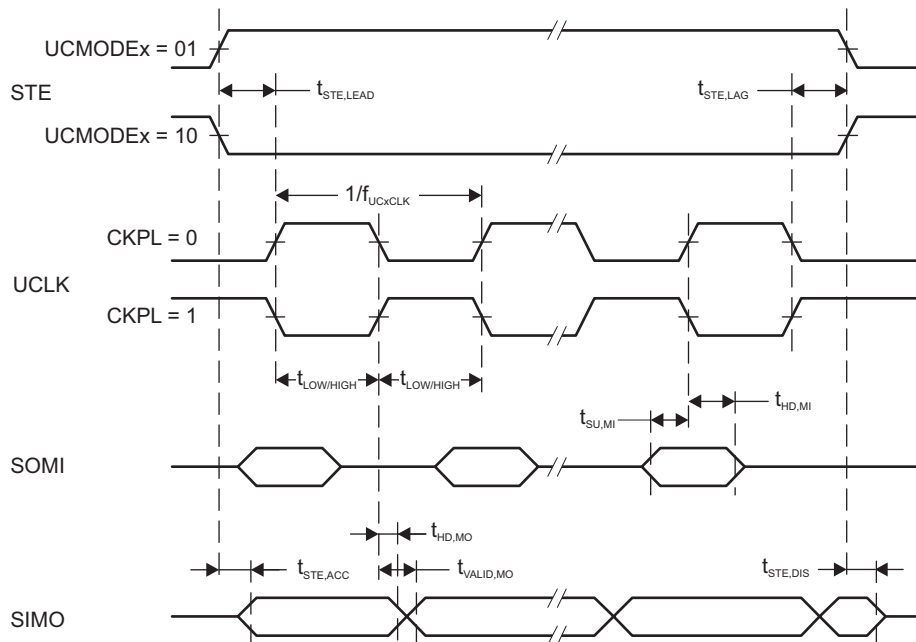 UCMODEx = 01
STE
t_STE,LEAD
t_STE,LAG
UCMODEx = 10
1/f_UCxCLK
CKPL = 0
UCLK
CKPL = 1
t_LOW/HIGH t_LOW/HIGH
t_SU,MI
t_HD,MI
SOMI
t_HD,MO
t_STE,ACC
t_VALID,MO
t_STE,DIS
SIMO